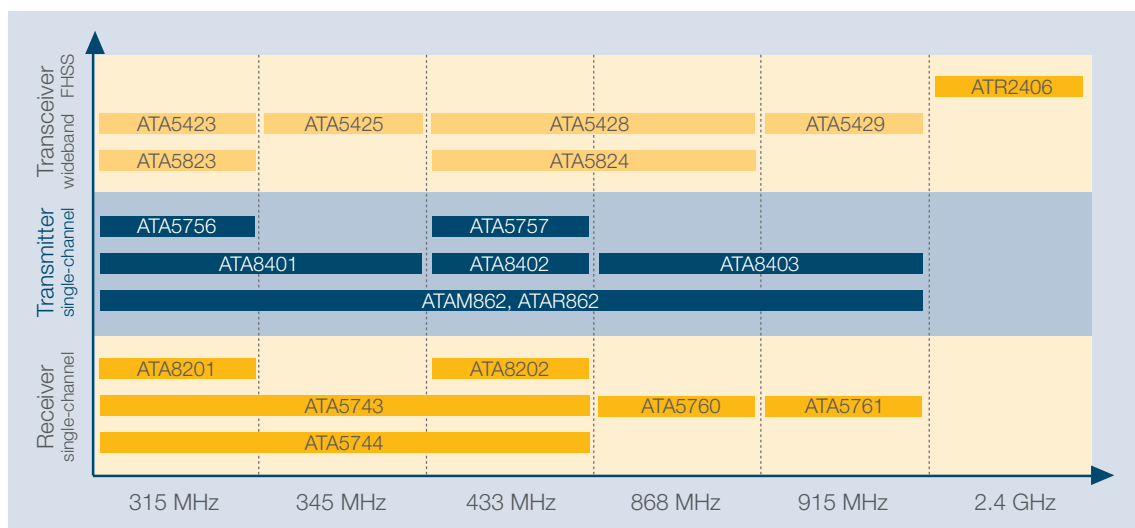 Transceiver
wideband FHSS
ATR2406
ATA5423 ATA5425 ATA5428 ATA5429
ATA5823 ATA5824
Transmitter
single-channel
ATA5756 ATA5757
ATA8401 ATA8402 ATA8403
ATAM862, ATAR862
Receiver
single-channel
ATA8201 ATA8202
ATA5743 ATA5760 ATA5761
ATA5744
315 MHz 345 MHz 433 MHz 868 MHz 915 MHz 2.4 GHz